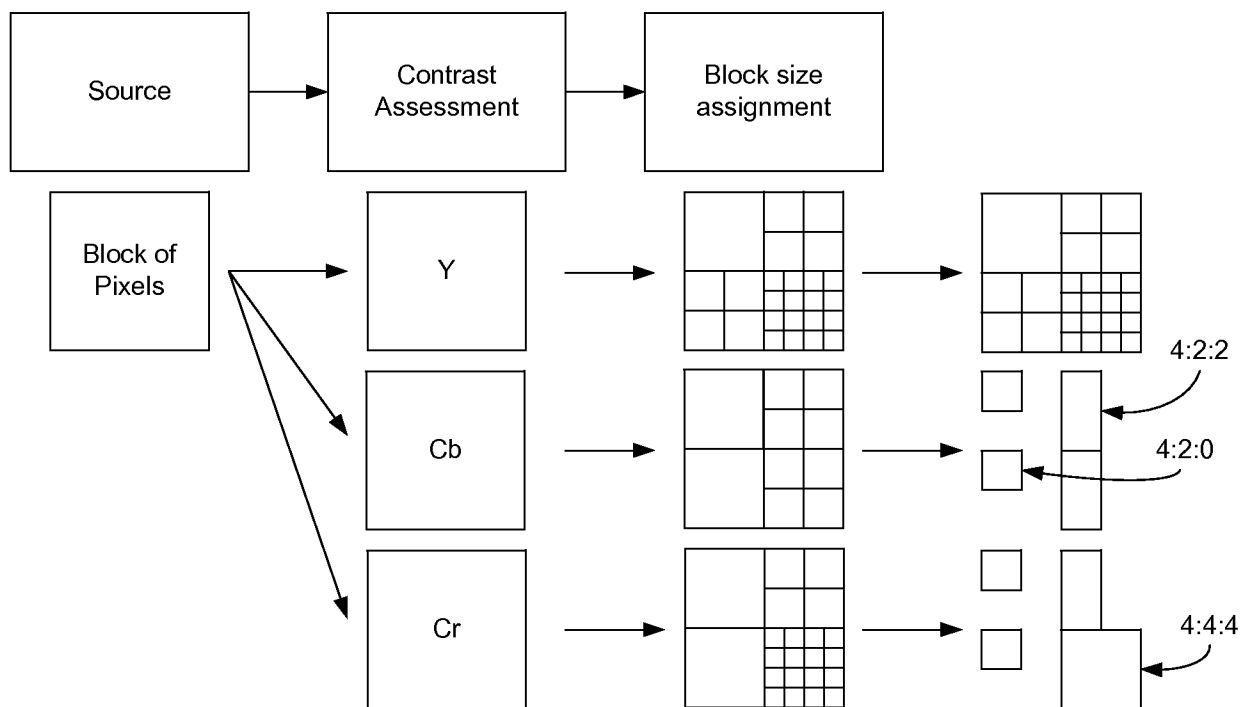 Source
Contrast
Assessment
Block size
assignment
Block of
Pixels
Y
4:2:2
Cb
4:2:0
Cr
4:4:4